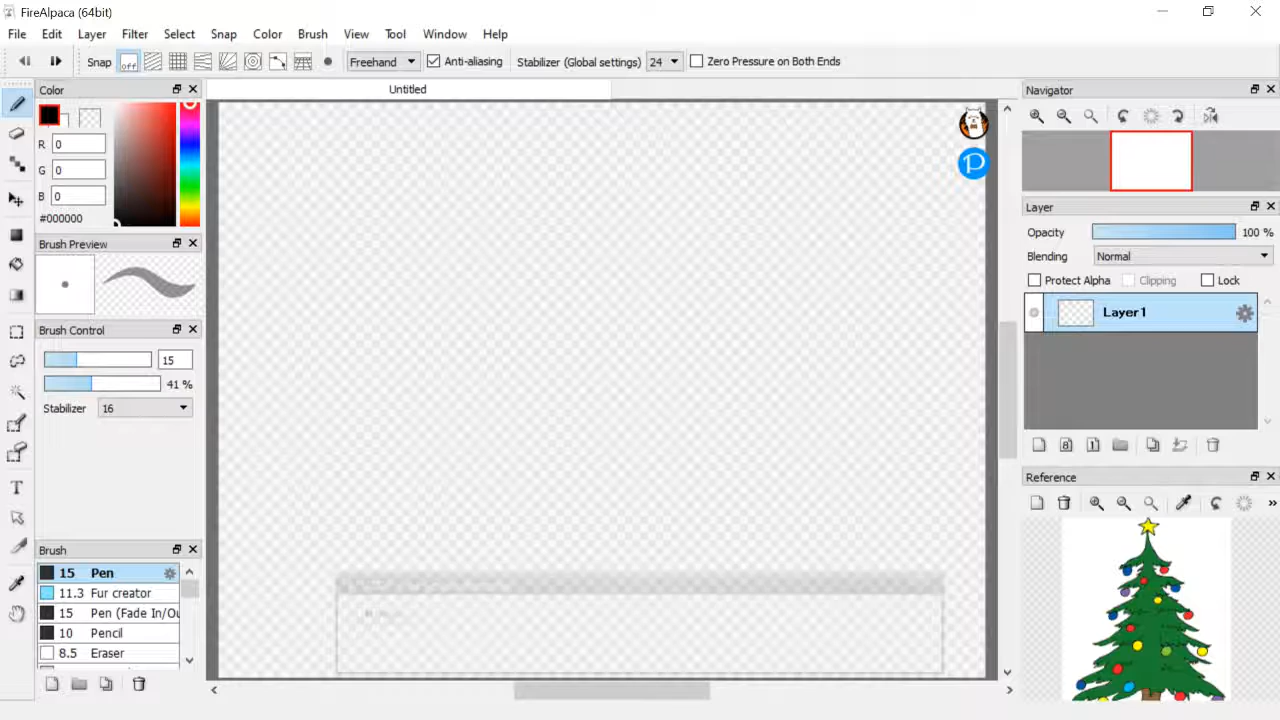 FireAlpaca (64bit)
File Edit Layer Filter Select Snap Color Brush View Tool Window Help
Snap off Freehand Anti-aliasing Stabilizer (Global settings) 24 Zero Pressure on Both Ends
Color
Untitled
Navigator
R 0
G 0
B 0
#000000
P
Layer
Opacity 100 %
Brush Preview
Blending Normal
Protect Alpha Clipping Lock
Layer1
Brush Control
15
41 %
Stabilizer 16
8 1
Reference
T
Brush
15 Pen
11.3 Fur creator
15 Pen (Fade In/Ou
10 Pencil
8.5 Eraser